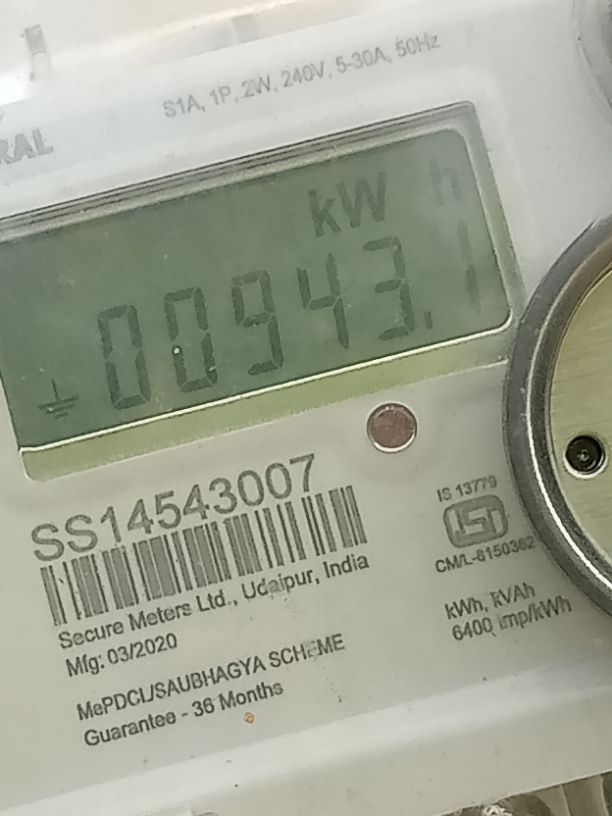 S1A, 1P, 2W, 240V, 5-30A, 50Hz
RAL
kW h
00943.1
SS14543007
Secure Meters Ltd., Udaipur, India
Mfg: 03/2020
MePDCL/SAUBHAGYA SCHEME
Guarantee - 36 Months
IS 13779
ISI
CM/L-8150362
kWh, kVAh
6400 imp/kWh